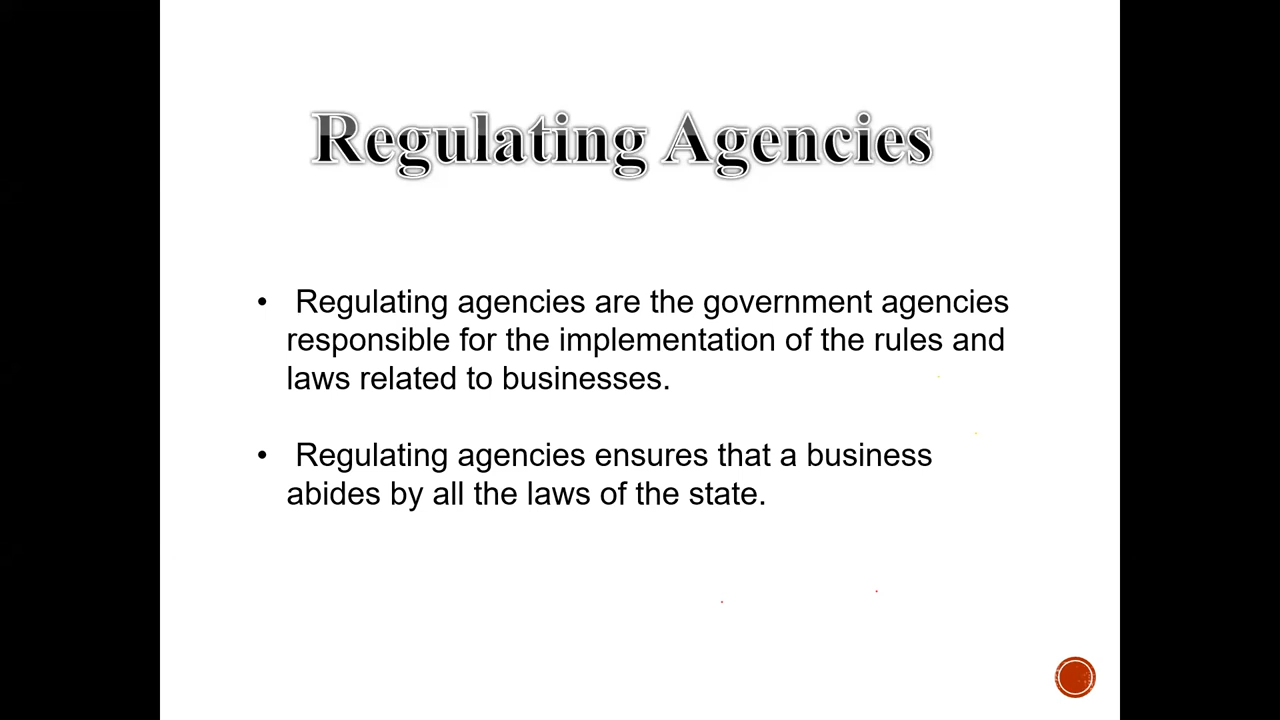 Regulating Agencies
• Regulating agencies are the government agencies
responsible for the implementation of the rules and
laws related to businesses.
• Regulating agencies ensures that a business
abides by all the laws of the state.